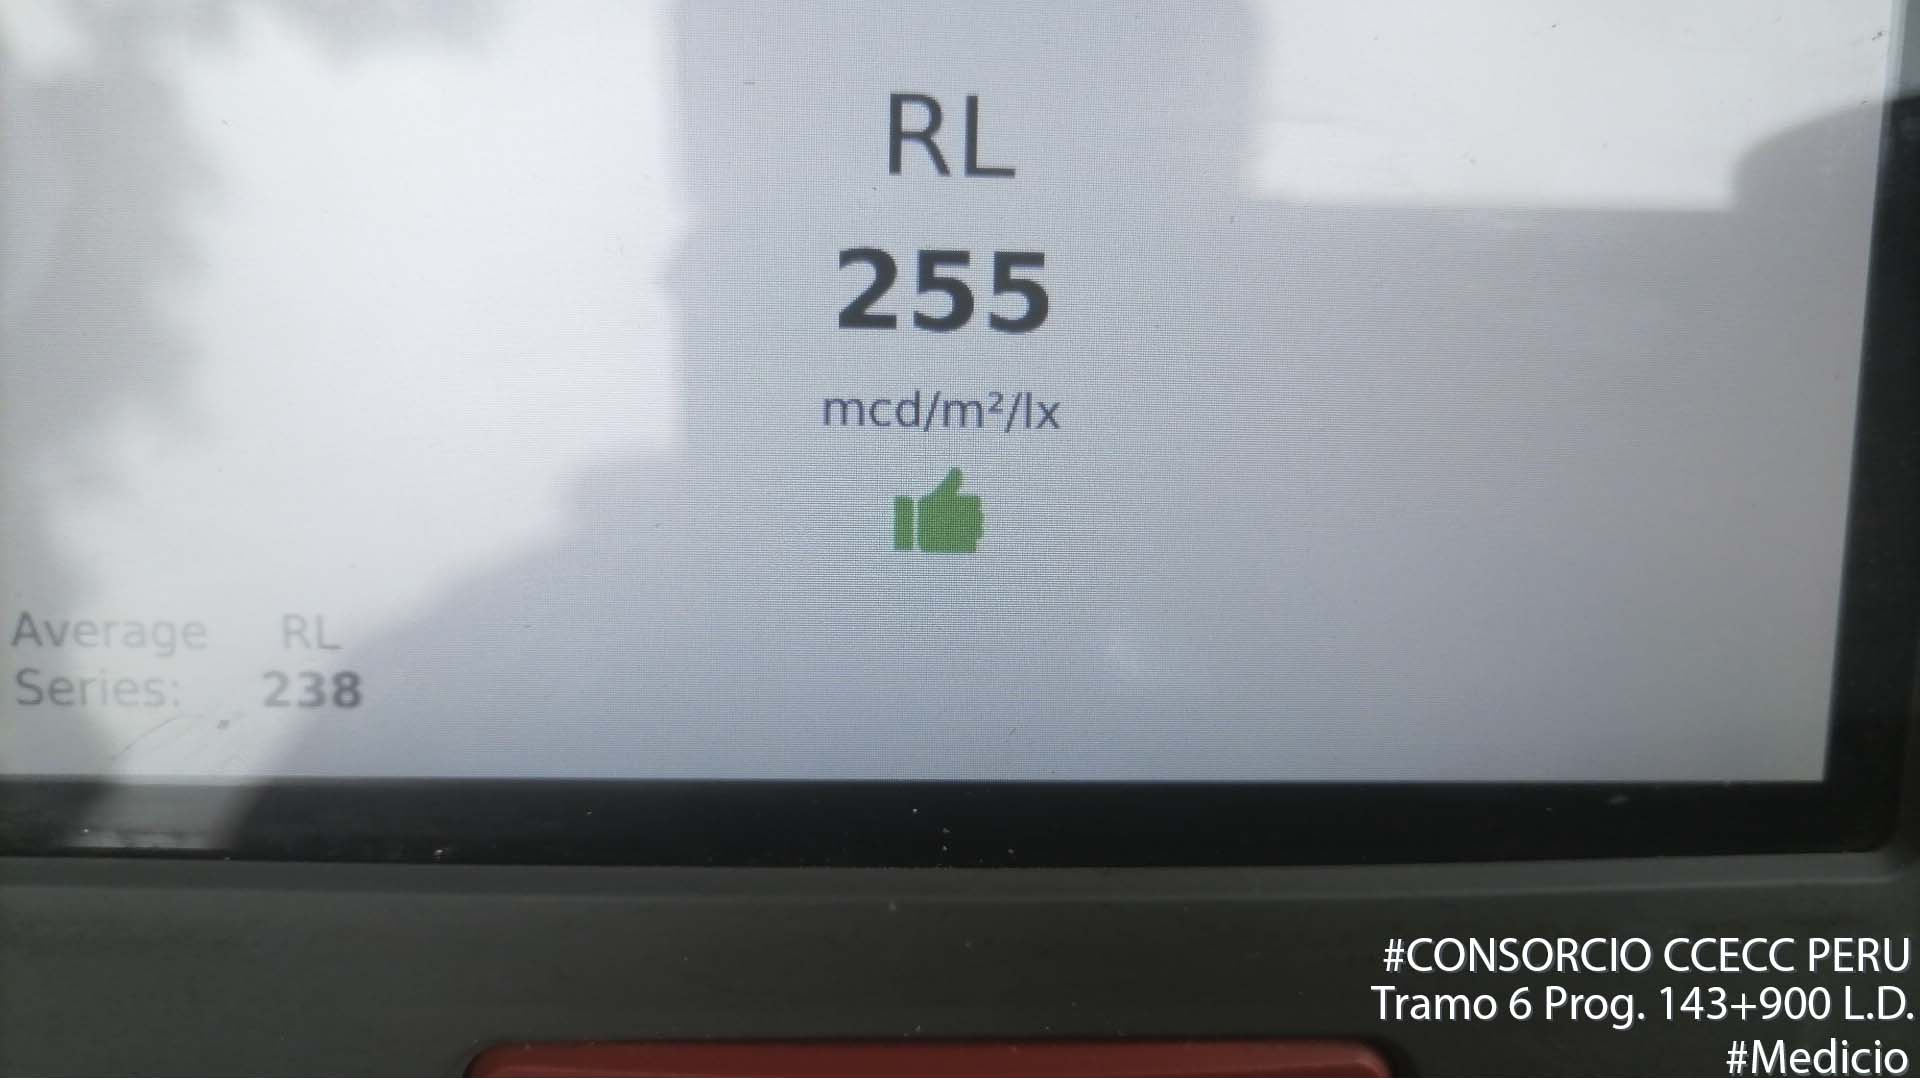 RL
255
mcd/m²/lx
Average RL
Series: 238
#CONSORCIO CCECC PERU
Tramo 6 Prog. 143+900 L.D.
#Medicio